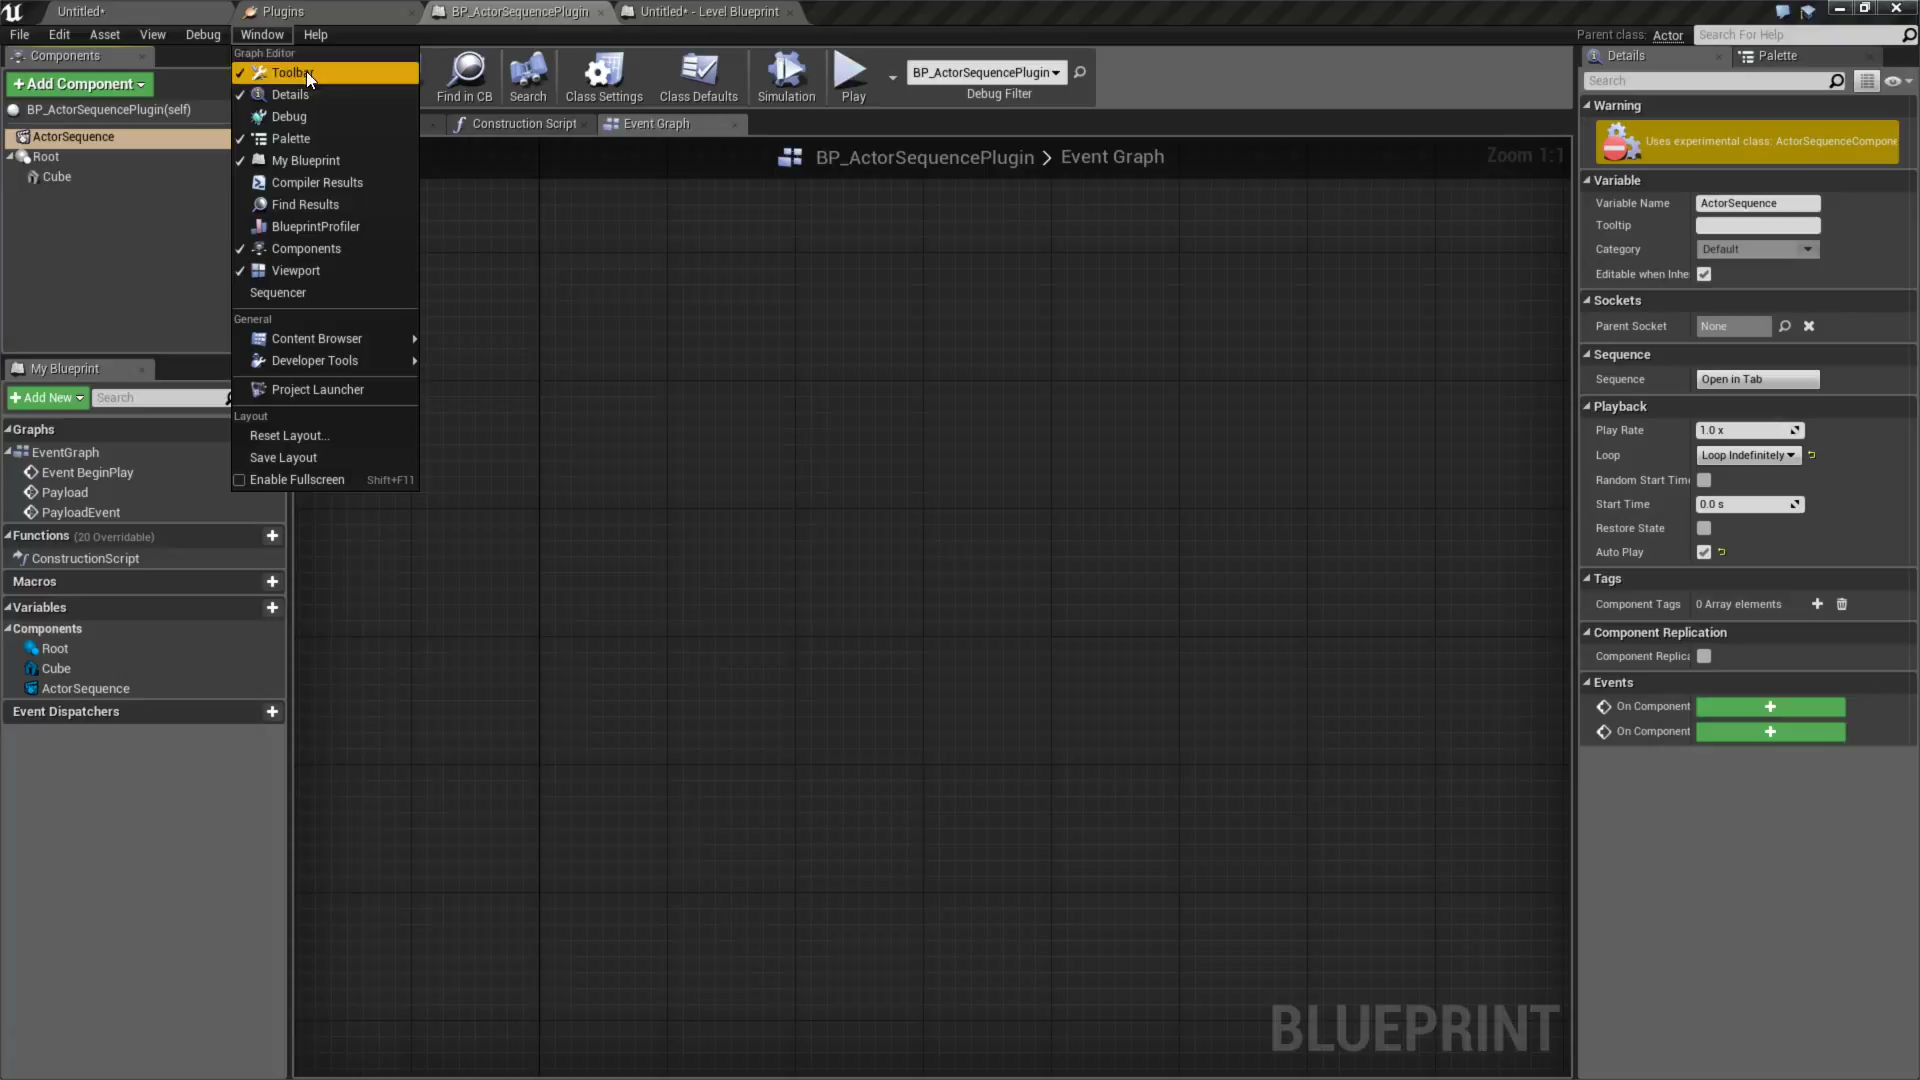 Untitled*
Plugins
BP_ActorSequencePlugin
Untitled* - Level Blueprint
File Edit Asset View Debug Window Help
Parent class: Actor
Search For Help
Components
+Add Component
BP_ActorSequencePlugin(self)
ActorSequence
Root
Cube
Graph Editor
Toolbar
Details
Debug
Palette
My Blueprint
Compiler Results
Find Results
BlueprintProfiler
Components
Viewport
Sequencer
General
Content Browser
Developer Tools
Project Launcher
Layout
Reset Layout...
Save Layout
Enable Fullscreen Shift+F11
Find in CB
Search
Class Settings
Class Defaults
Simulation
Play
BP_ActorSequencePlugin
Debug Filter
Construction Script
Event Graph
BP_ActorSequencePlugin > Event Graph
Zoom 1:1
BLUEPRINT
My Blueprint
+Add New
Search
Graphs
EventGraph
Event BeginPlay
Payload
PayloadEvent
Functions (20 Overridable)
ConstructionScript
Macros
Variables
Components
Root
Cube
ActorSequence
Event Dispatchers
Details
Palette
Search
Warning
Uses experimental class: ActorSequenceCompone
Variable
Variable Name ActorSequence
Tooltip
Category Default
Editable when Inhe
Sockets
Parent Socket None
Sequence
Sequence Open in Tab
Playback
Play Rate 1.0 x
Loop Loop Indefinitely
Random Start Tim
Start Time 0.0 s
Restore State
Auto Play
Tags
Component Tags 0 Array elements
Component Replication
Component Replica
Events
On Component
On Component